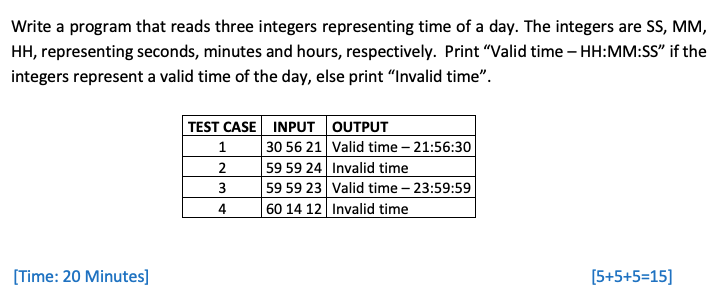 Write a program that reads three integers representing time of a day. The integers are SS, MM,
HH, representing seconds, minutes and hours, respectively. Print “Valid time – HH:MM:SS” if the
integers represent a valid time of the day, else print “Invalid time”.
TEST CASE INPUT OUTPUT
1 30 56 21 Valid time – 21:56:30
2 59 59 24 Invalid time
3 59 59 23 Valid time – 23:59:59
4 60 14 12 Invalid time
[Time: 20 Minutes] [5+5+5=15]